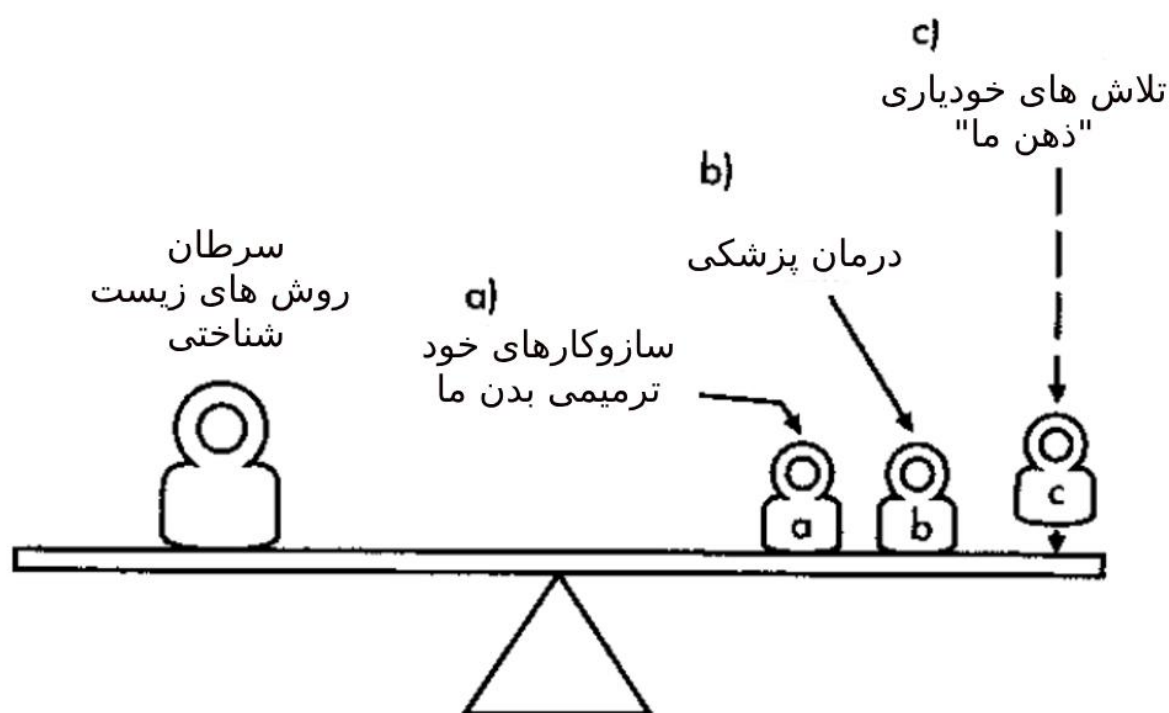 c)
تلاش های خودیاری
"ذهن ما"
b)
درمان پزشکی
سرطان
روش های زیست
شناختی
a)
سازوکارهای خود
ترمیمی بدن ما
a
b
c